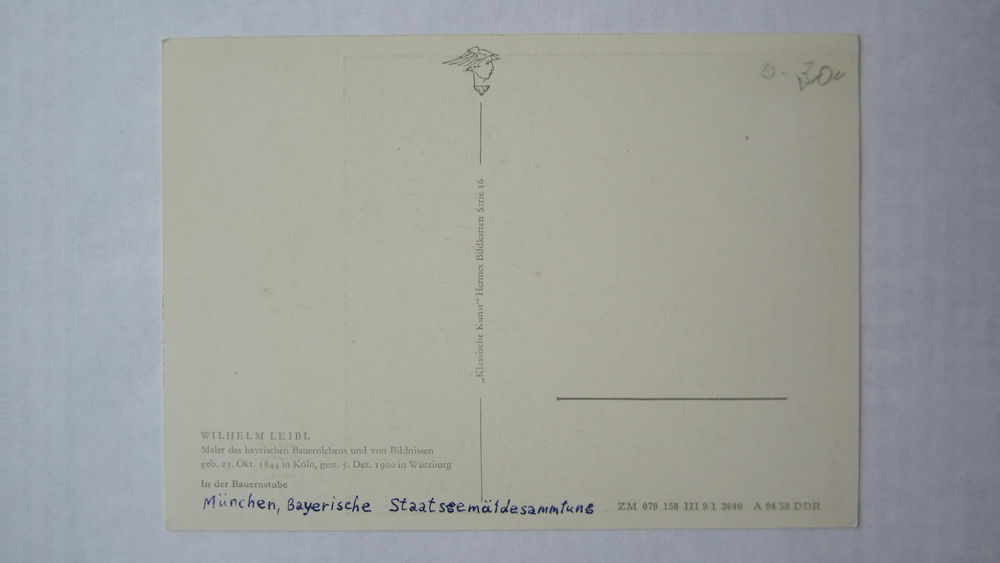 0-30
„Klassische Kunst“ Hermes Bildkarten Serie 16
WILHELM LEIBL
Maler des bayrischen Bauernlebens und von Bildnissen
geb. 23. Okt. 1844 in Köln, gest. 5. Dez. 1900 in Würzburg
In der Bauernstube
München, Bayerische Staatsgemäldesammlung
ZM 079 158 III 9/1 3640 A 94/58 DDR